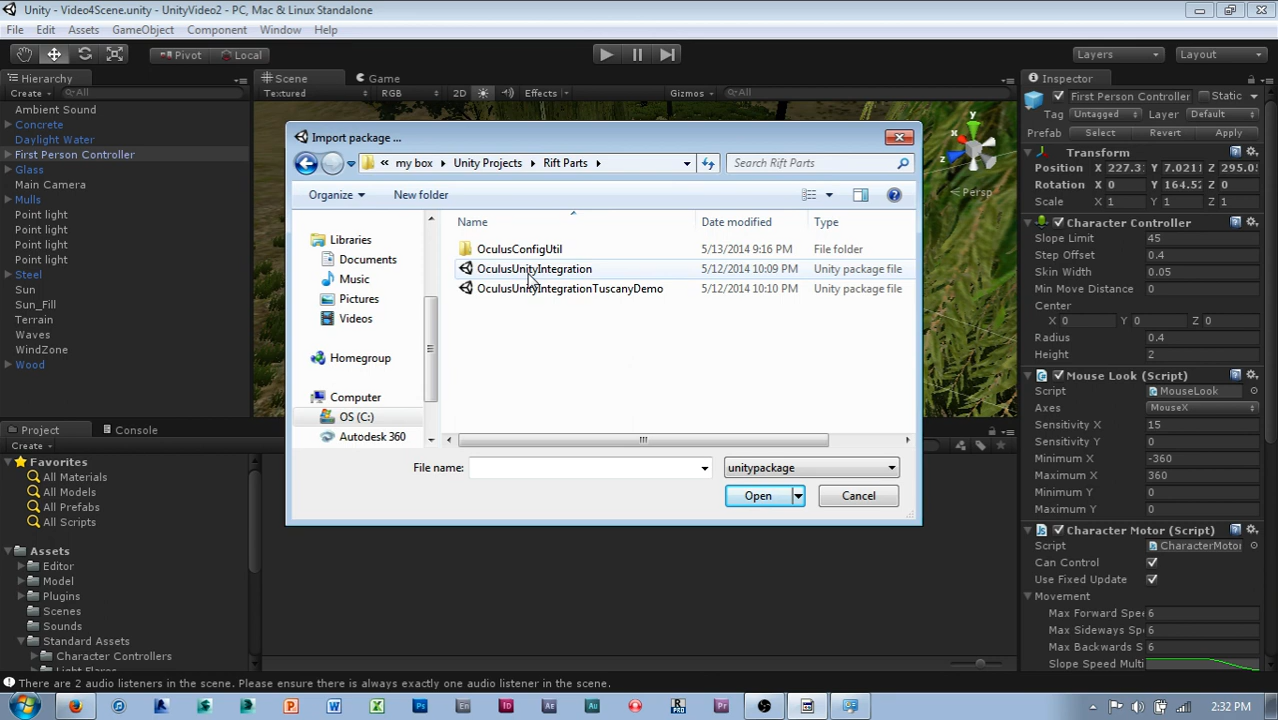 Unity - Video4Scene.unity - UnityVideo2 - PC, Mac & Linux Standalone
File Edit Assets GameObject Component Window Help
Pivot Local Layers Layout
Hierarchy
Create All
Ambient Sound
Concrete
Daylight Water
First Person Controller
Glass
Main Camera
Mulls
Point light
Point light
Point light
Point light
Steel
Sun
Sun_Fill
Terrain
Waves
WindZone
Wood
Scene Game
Textured RGB 2D Effects Gizmos All
Persp
Import package ...
« my box Unity Projects Rift Parts
Search Rift Parts
Organize New folder
Libraries
Documents
Music
Pictures
Videos
Homegroup
Computer
OS (C:)
Autodesk 360
Name Date modified Type
OculusConfigUtil 5/13/2014 9:16 PM File folder
OculusUnityIntegration 5/12/2014 10:09 PM Unity package file
OculusUnityIntegrationTuscanyDemo 5/12/2014 10:10 PM Unity package file
File name: unitypackage
Open Cancel
Inspector
First Person Controller Static
Tag Untagged Layer Default
Prefab Select Revert Apply
Transform
Position X 227.3 Y 7.0211 Z 295.0
Rotation X 0 Y 164.52 Z 0
Scale X 1 Y 1 Z 1
Character Controller
Slope Limit 45
Step Offset 0.4
Skin Width 0.05
Min Move Distance 0
Center
X 0 Y 0 Z 0
Radius 0.4
Height 2
Mouse Look (Script)
Script MouseLook
Axes MouseX
Sensitivity X 15
Sensitivity Y 0
Minimum X -360
Maximum X 360
Minimum Y 0
Maximum Y 0
Character Motor (Script)
Script CharacterMotor
Can Control
Use Fixed Update
Movement
Max Forward Spe 6
Max Sideways Sp 6
Max Backwards S 6
Slope Speed Multi
Project Console
Create
Favorites
All Materials
All Models
All Prefabs
All Scripts
Assets
Editor
Model
Plugins
Scenes
Sounds
Standard Assets
Character Controllers
Light Flares
There are 2 audio listeners in the scene. Please ensure there is always exactly one audio listener in the scene.
2:32 PM